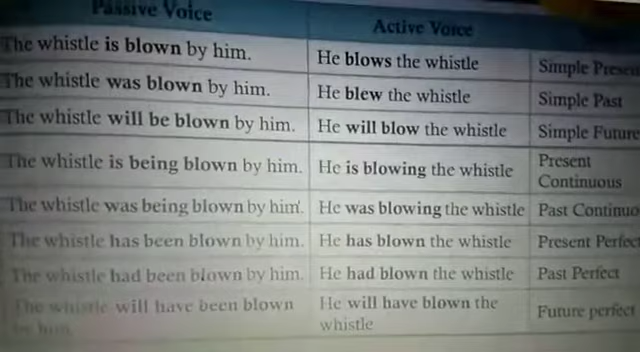 Passive Voice
Active Voice
The whistle is blown by him.
He blows the whistle
Simple Present
The whistle was blown by him.
He blew the whistle
Simple Past
The whistle will be blown by him.
He will blow the whistle
Simple Future
The whistle is being blown by him.
He is blowing the whistle
Present
Continuous
The whistle was being blown by him.
He was blowing the whistle
Past Continuo
The whistle has been blown by him.
He has blown the whistle
Present Perfect
The whistle had been blown by him.
He had blown the whistle
Past Perfect
The whistle will have been blown
by him.
He will have blown the
whistle
Future perfect